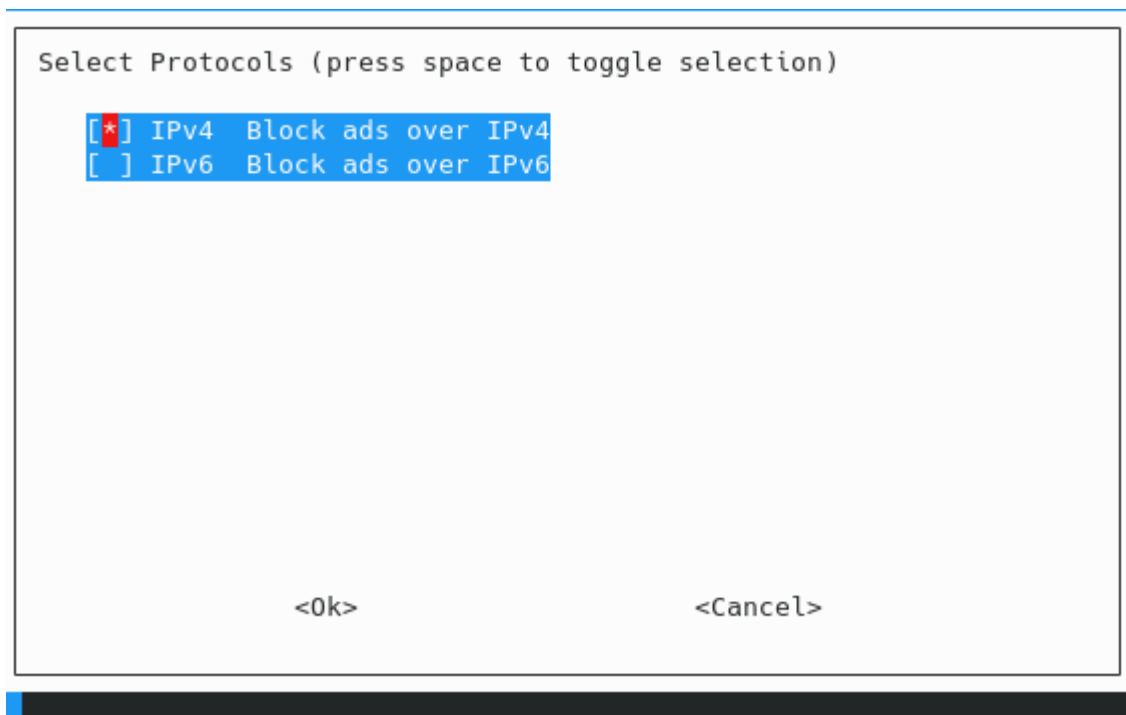 Select Protocols (press space to toggle selection)
[*] IPv4  Block ads over IPv4
[ ] IPv6  Block ads over IPv6
<Ok> <Cancel>